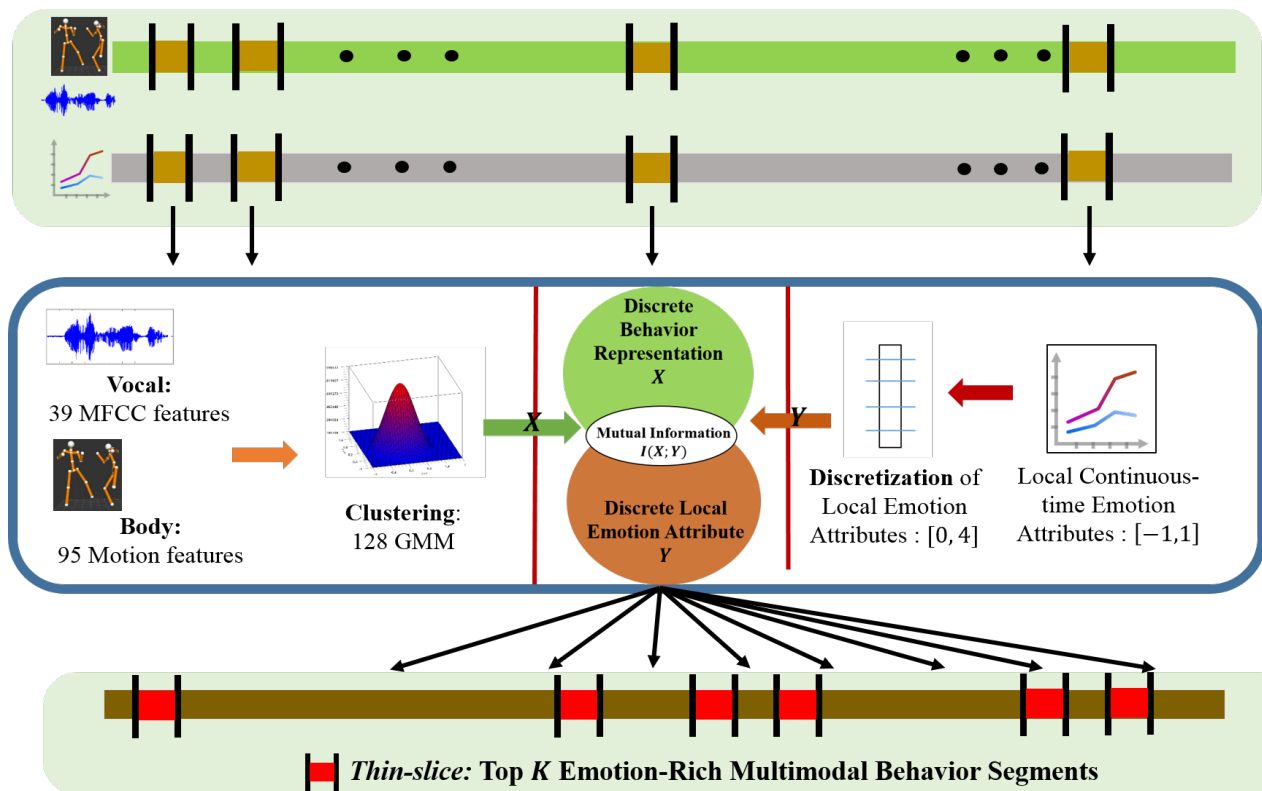 Vocal:
39 MFCC features
Body:
95 Motion features
Clustering:
128 GMM
X
Discrete
Behavior
Representation
X
Mutual Information
I(X;Y)
Discrete Local
Emotion Attribute
Y
Y
Discretization of
Local Emotion
Attributes : [0, 4]
Local Continuous-
time Emotion
Attributes : [−1,1]
Thin-slice: Top K Emotion-Rich Multimodal Behavior Segments